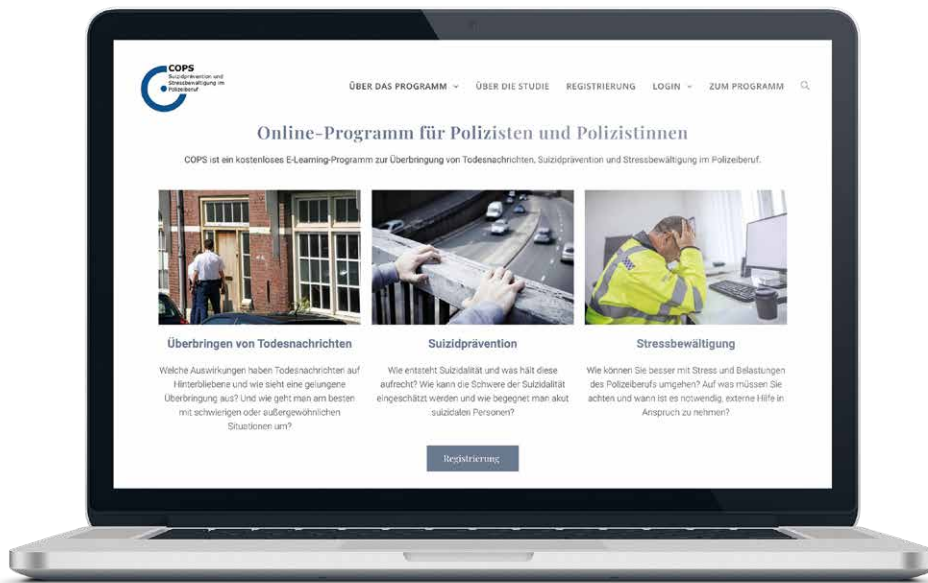 COPS
Suizidprävention und
Stressbewältigung im
Polizeiberuf
ÜBER DAS PROGRAMM
ÜBER DIE STUDIE
REGISTRIERUNG
LOGIN
ZUM PROGRAMM
Online-Programm für Polizisten und Polizistinnen
COPS ist ein kostenloses E-Learning-Programm zur Überbringung von Todesnachrichten, Suizidprävention und Stressbewältigung im Polizeiberuf.
Überbringen von Todesnachrichten
Welche Auswirkungen haben Todesnachrichten auf
Hinterbliebene und wie sieht eine gelungene
Überbringung aus? Und wie geht man am besten
mit schwierigen oder außergewöhnlichen
Situationen um?
Suizidprävention
Wie entsteht Suizidalität und was hält diese
aufrecht? Wie kann die Schwere der Suizidalität
eingeschätzt werden und wie begegnet man akut
suizidalen Personen?
Stressbewältigung
Wie können Sie besser mit Stress und Belastungen
des Polizeiberufs umgehen? Auf was müssen Sie
achten und wann ist es notwendig, externe Hilfe in
Anspruch zu nehmen?
Registrierung